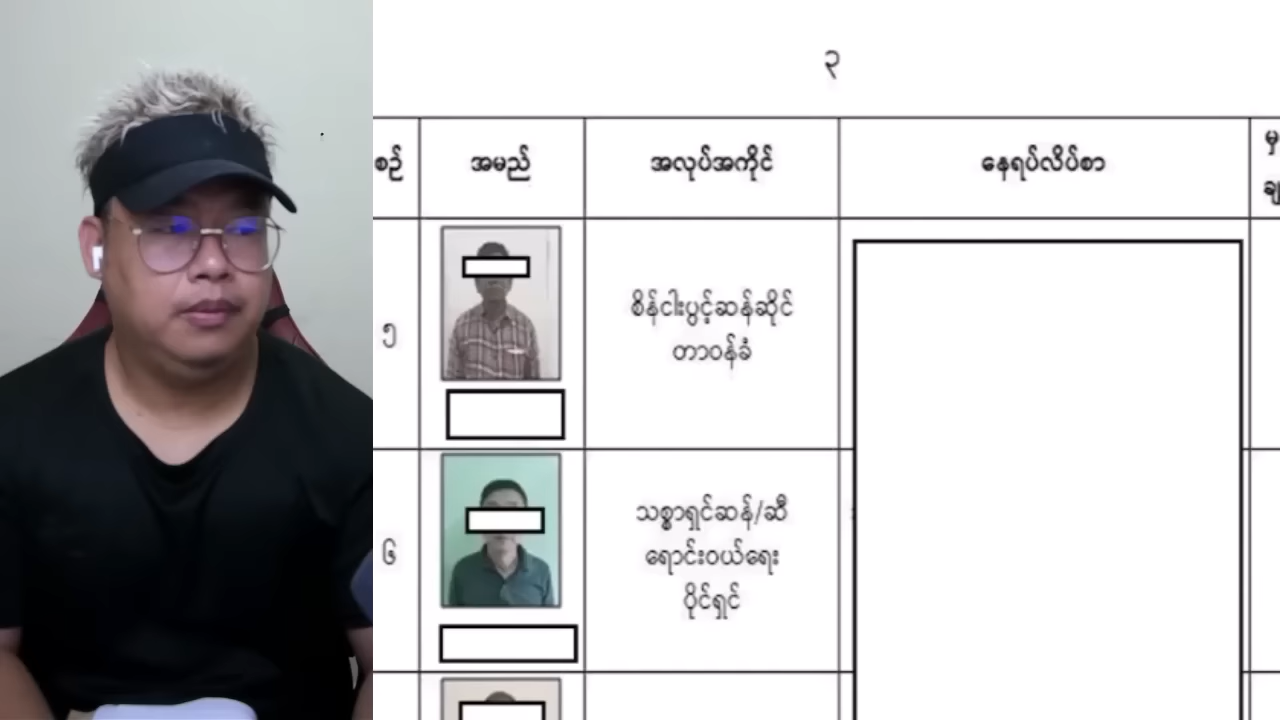 ၃
စဉ်
အမည်
အလုပ်အကိုင်
နေရပ်လိပ်စာ
၅
စိန်ငါးပွင့်ဆန်ဆိုင်
တာဝန်ခံ
၆
သစ္စာရှင်ဆန်/ဆီ
ရောင်းဝယ်ရေး
ပိုင်ရှင်